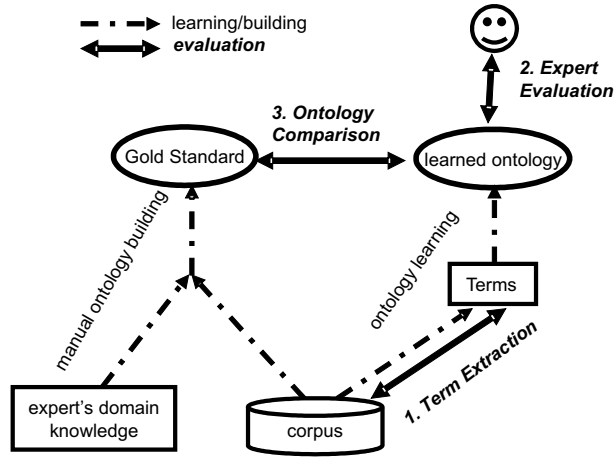 learning/building
evaluation
2. Expert
Evaluation
3. Ontology
Comparison
Gold Standard
learned ontology
manual ontology building
ontology learning
Terms
1. Term Extraction
expert's domain
knowledge
corpus